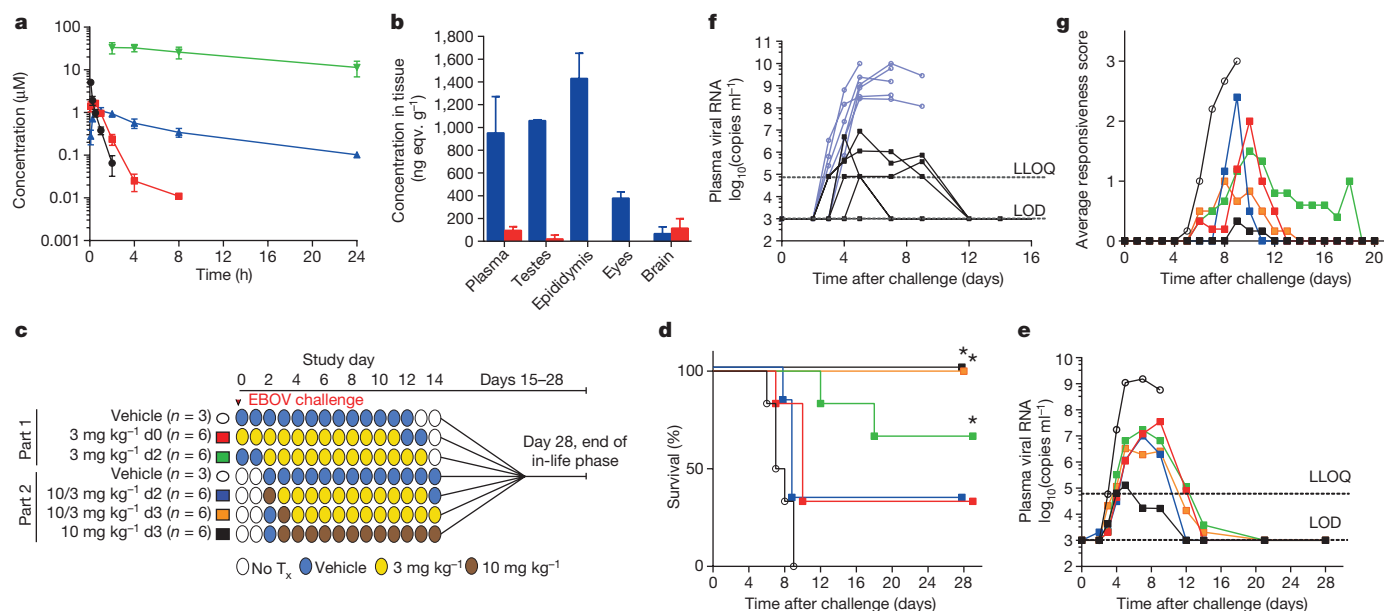 a
Concentration (μM)
100
10
1
0.1
0.01
0.001
0
4
8
12
16
20
24
Time (h)
b
Concentration in tissue
(ng eqv. g⁻¹)
1,800
1,600
1,400
1,200
1,000
800
600
400
200
0
Plasma
Testes
Epididymis
Eyes
Brain
f
Plasma viral RNA
log₁₀(copies ml⁻¹)
11
10
9
8
7
6
5
4
3
2
LLOQ
LOD
0
4
8
12
16
Time after challenge (days)
g
Average responsiveness score
3
2
1
0
0
4
8
12
16
20
Time after challenge (days)
c
Study day
0 2 4 6 8 10 12 14 Days 15–28
EBOV challenge
Part 1
Vehicle (n = 3)
3 mg kg⁻¹ d0 (n = 6)
3 mg kg⁻¹ d2 (n = 6)
Part 2
Vehicle (n = 3)
10/3 mg kg⁻¹ d2 (n = 6)
10/3 mg kg⁻¹ d3 (n = 6)
10 mg kg⁻¹ d3 (n = 6)
Day 28, end of
in-life phase
No Tₓ Vehicle 3 mg kg⁻¹ 10 mg kg⁻¹
d
Survival (%)
100
50
0
* *
*
0 4 8 12 16 20 24 28
Time after challenge (days)
e
Plasma viral RNA
log₁₀(copies ml⁻¹)
10
9
8
7
6
5
4
3
2
LLOQ
LOD
0 4 8 12 16 20 24 28
Time after challenge (days)